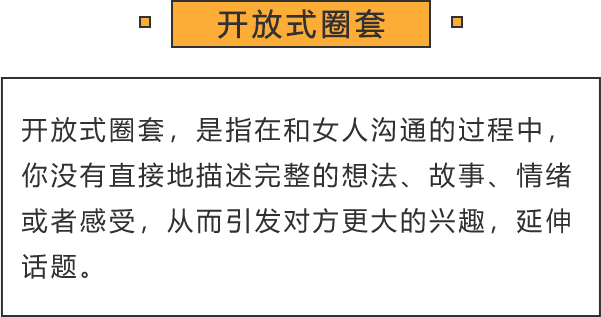 开放式圈套
开放式圈套，是指在和女人沟通的过程中，
你没有直接地描述完整的想法、故事、情绪
或者感受，从而引发对方更大的兴趣，延伸
话题。